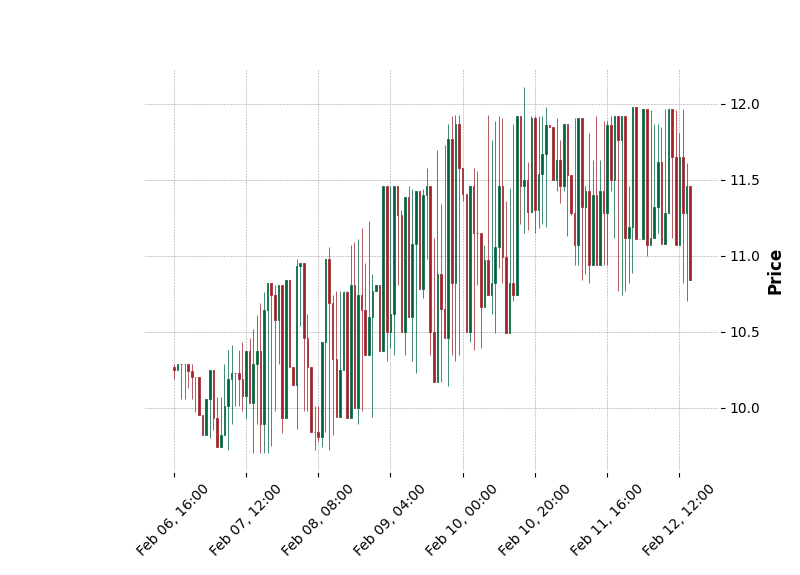 12.0
11.5
11.0
10.5
10.0
Price
Feb 06, 16:00
Feb 07, 12:00
Feb 08, 08:00
Feb 09, 04:00
Feb 10, 00:00
Feb 10, 20:00
Feb 11, 16:00
Feb 12, 12:00